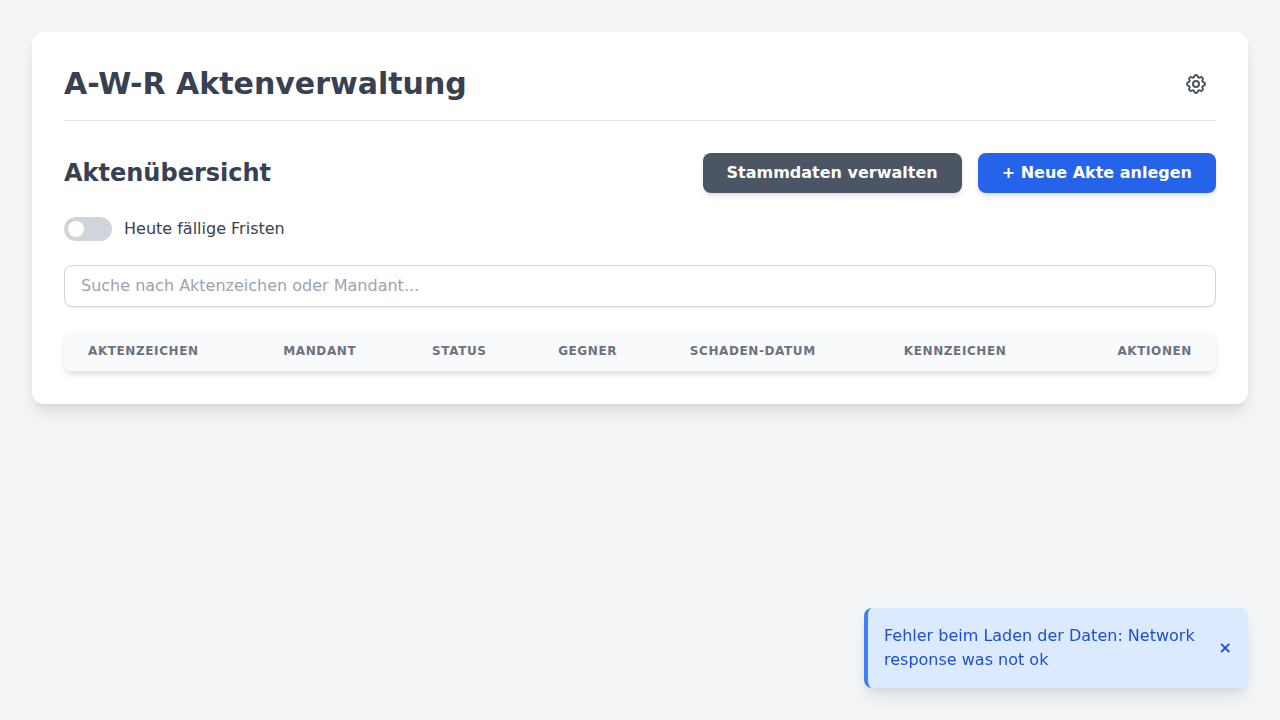 A-W-R Aktenverwaltung
Aktenübersicht
Stammdaten verwalten
+ Neue Akte anlegen
Heute fällige Fristen
Suche nach Aktenzeichen oder Mandant...
AKTENZEICHEN MANDANT STATUS GEGNER SCHADEN-DATUM KENNZEICHEN AKTIONEN
Fehler beim Laden der Daten: Network
response was not ok
×